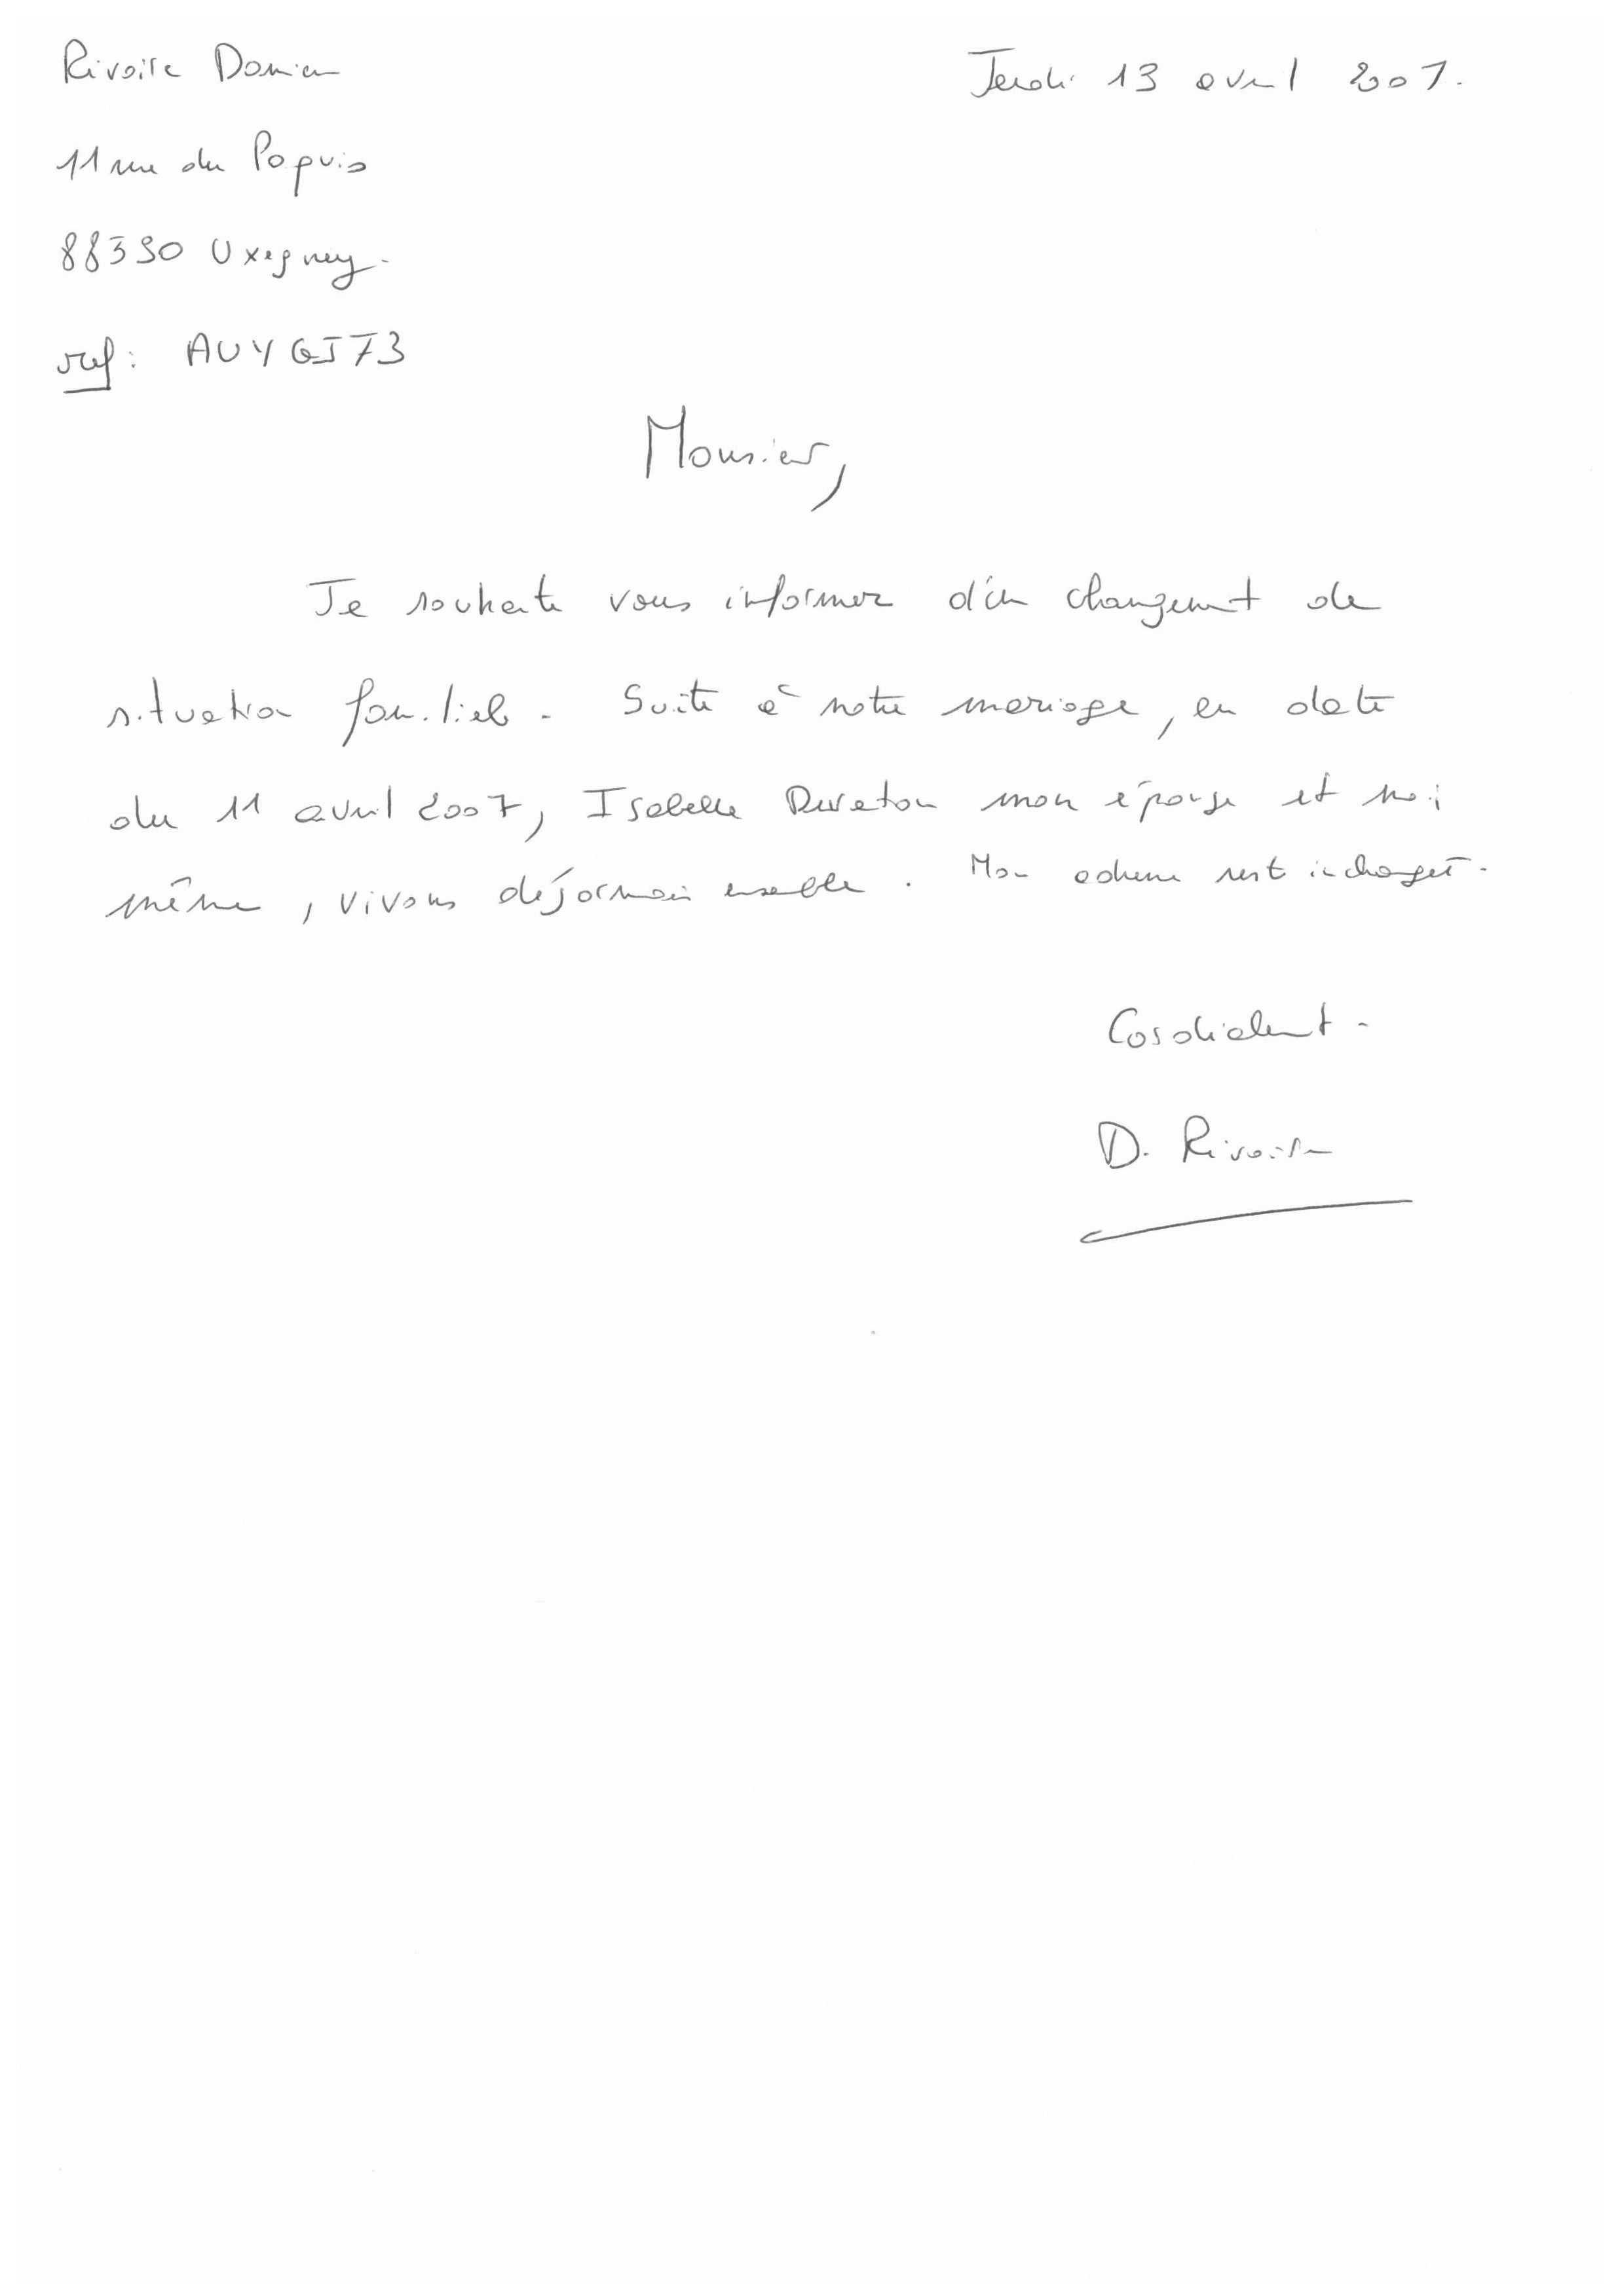 Rivoire Damien
Jeudi 13 avril 2007.
11 rue du Paquis
88390 Uxegney.
ref: AUYGJ73
Monsieur,
Je souhaite vous informer d'un changement de
situation familiale. Suite à notre mariage, en date
du 11 avril 2007, Isabelle Dureton mon épouse et moi
même, vivons désormais ensemble. Mon adresse reste inchangée.
Cordialement.
D. Rivoire